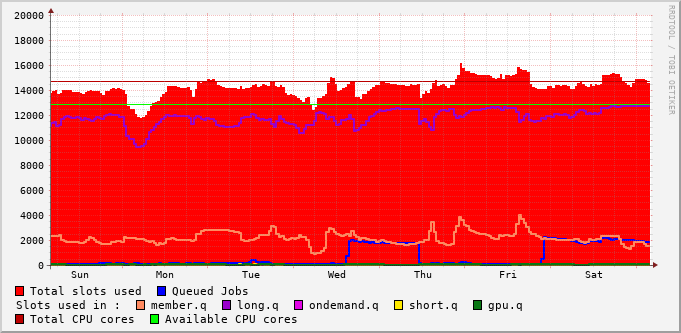 20000
18000
16000
14000
12000
10000
8000
6000
4000
2000
0
Sun Mon Tue Wed Thu Fri Sat
RRDTOOL / TOBI OETIKER
Total slots used Queued Jobs
Slots used in : member.q long.q ondemand.q short.q gpu.q
Total CPU cores Available CPU cores